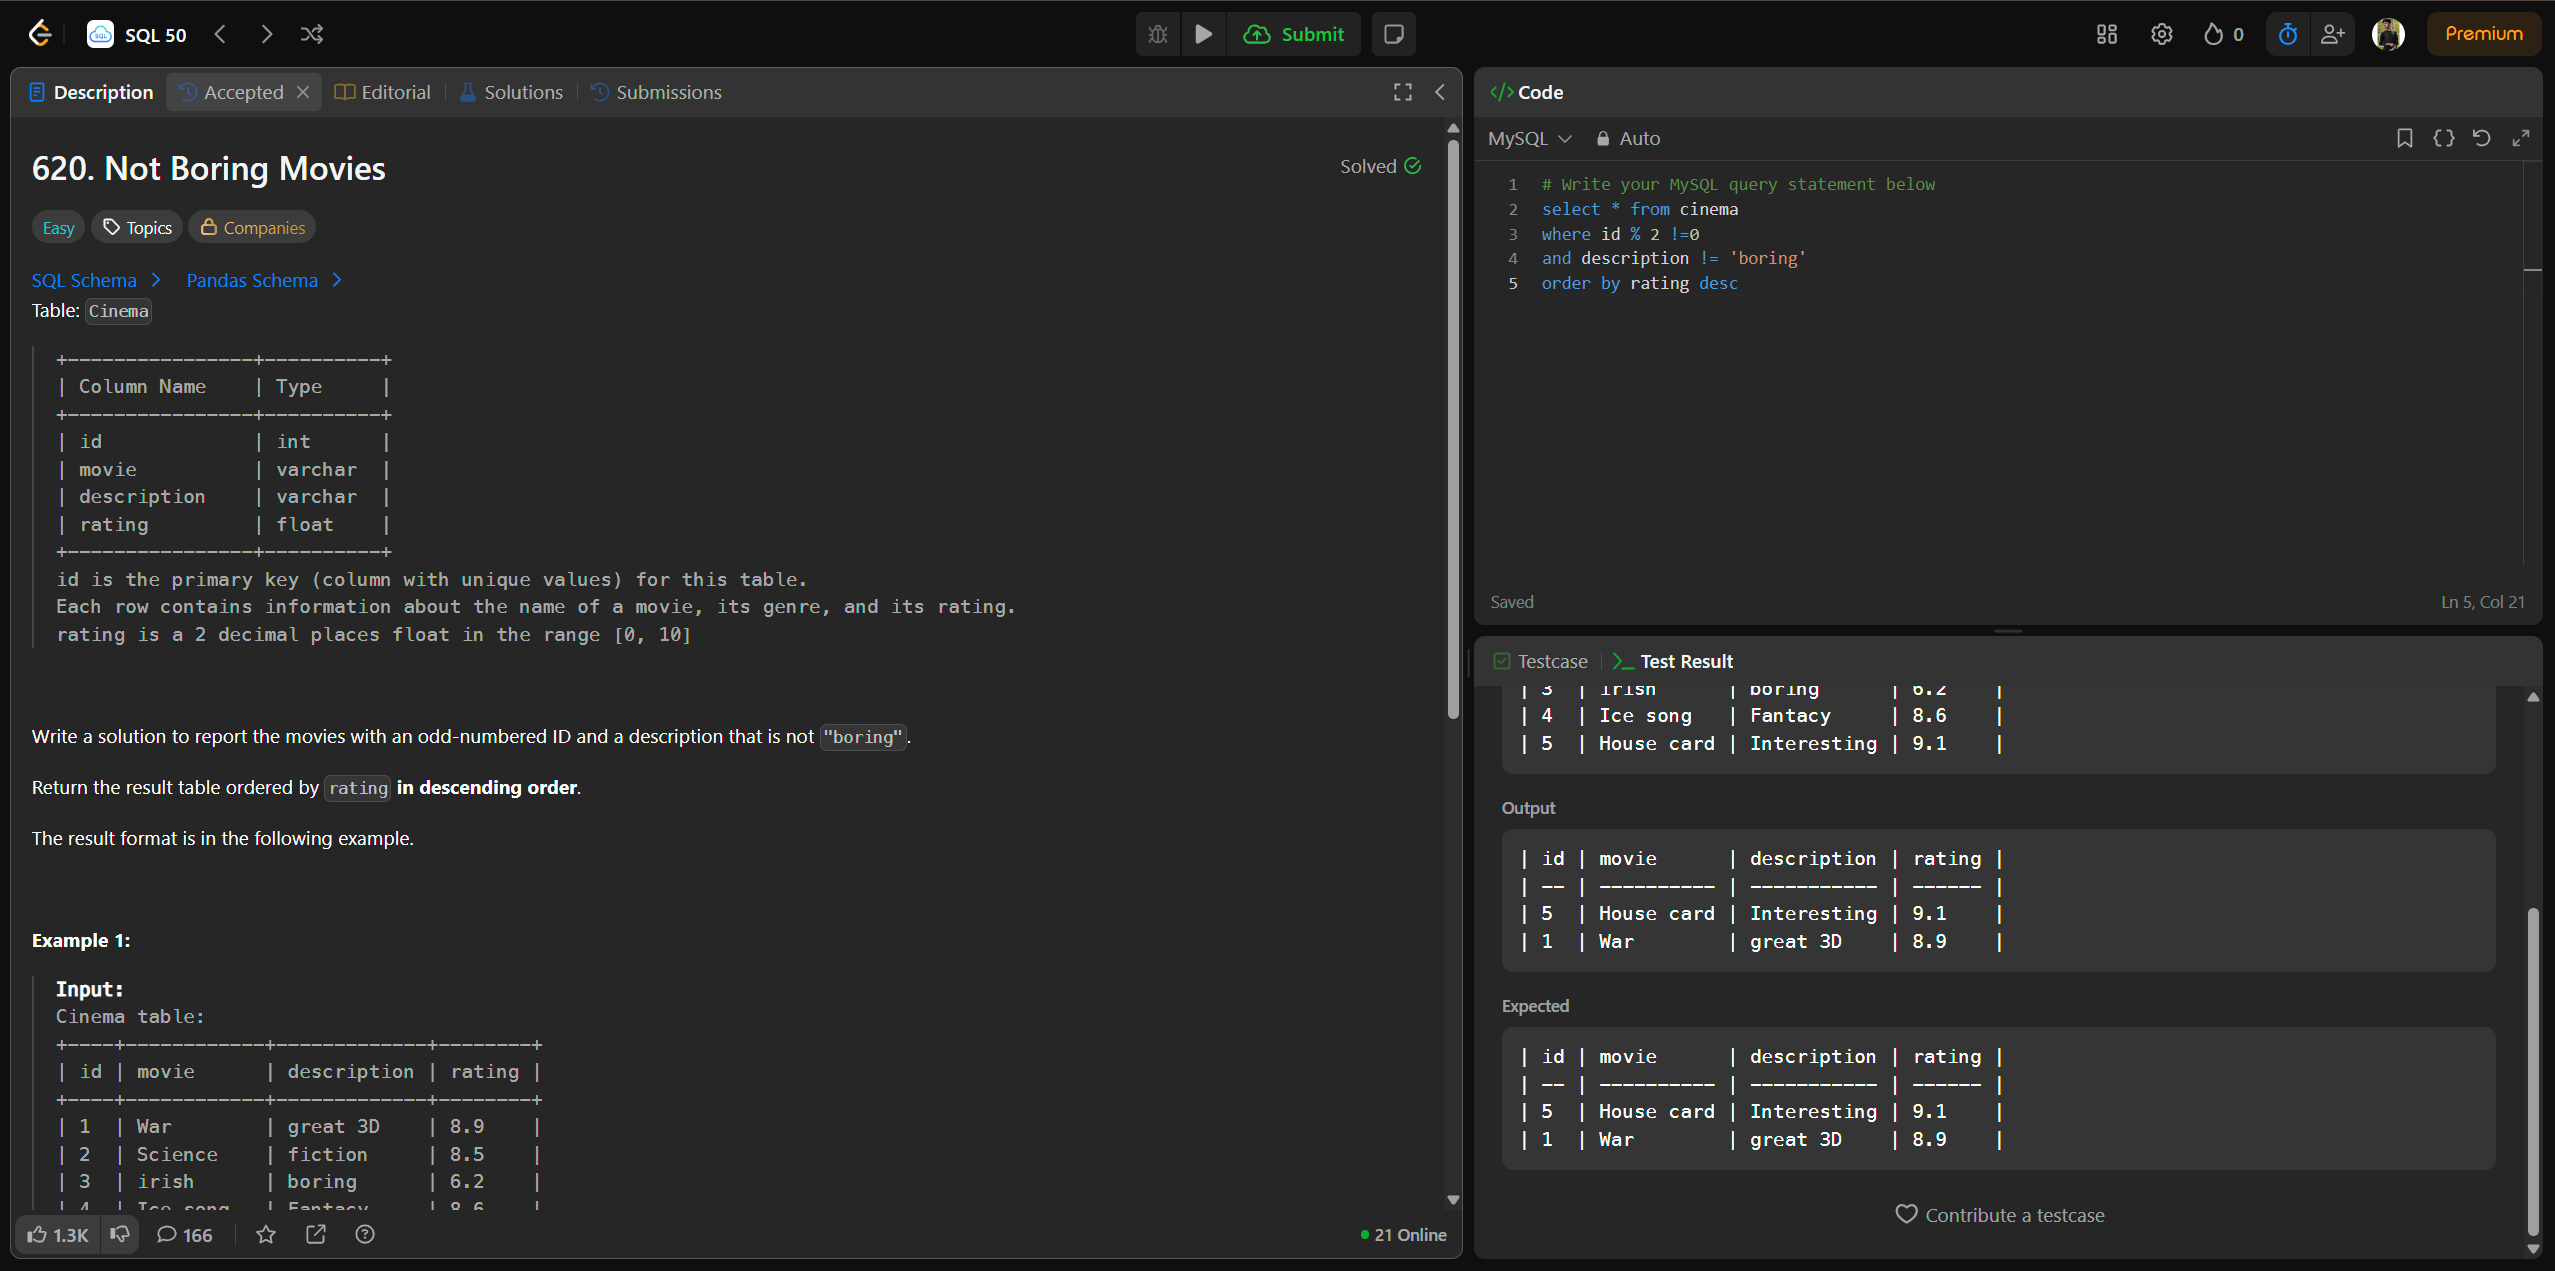 SQL 50
Submit
0
Premium
Description
Accepted
Editorial
Solutions
Submissions
620. Not Boring Movies
Solved
Easy
Topics
Companies
SQL Schema
Pandas Schema
Table: Cinema
+----------------+----------+
| Column Name    | Type     |
+----------------+----------+
| id             | int      |
| movie          | varchar  |
| description    | varchar  |
| rating         | float    |
+----------------+----------+
id is the primary key (column with unique values) for this table.
Each row contains information about the name of a movie, its genre, and its rating.
rating is a 2 decimal places float in the range [0, 10]
Write a solution to report the movies with an odd-numbered ID and a description that is not "boring".
Return the result table ordered by rating in descending order.
The result format is in the following example.
Example 1:
Input:
Cinema table:
+----+------------+-------------+--------+
| id | movie      | description | rating |
+----+------------+-------------+--------+
| 1  | War        | great 3D    | 8.9    |
| 2  | Science    | fiction     | 8.5    |
| 3  | irish      | boring      | 6.2    |
| 4  | Ice song   | Fantacy     | 8.6    |
1.3K
166
21 Online
Code
MySQL
Auto
1 # Write your MySQL query statement below
2 select * from cinema
3 where id % 2 !=0
4 and description != 'boring'
5 order by rating desc
Saved
Ln 5, Col 21
Testcase
Test Result
| 3  | irish      | boring      | 6.2    |
| 4  | Ice song   | Fantacy     | 8.6    |
| 5  | House card | Interesting | 9.1    |
Output
| id | movie      | description | rating |
| -- | ---------- | ----------- | ------ |
| 5  | House card | Interesting | 9.1    |
| 1  | War        | great 3D    | 8.9    |
Expected
| id | movie      | description | rating |
| -- | ---------- | ----------- | ------ |
| 5  | House card | Interesting | 9.1    |
| 1  | War        | great 3D    | 8.9    |
Contribute a testcase